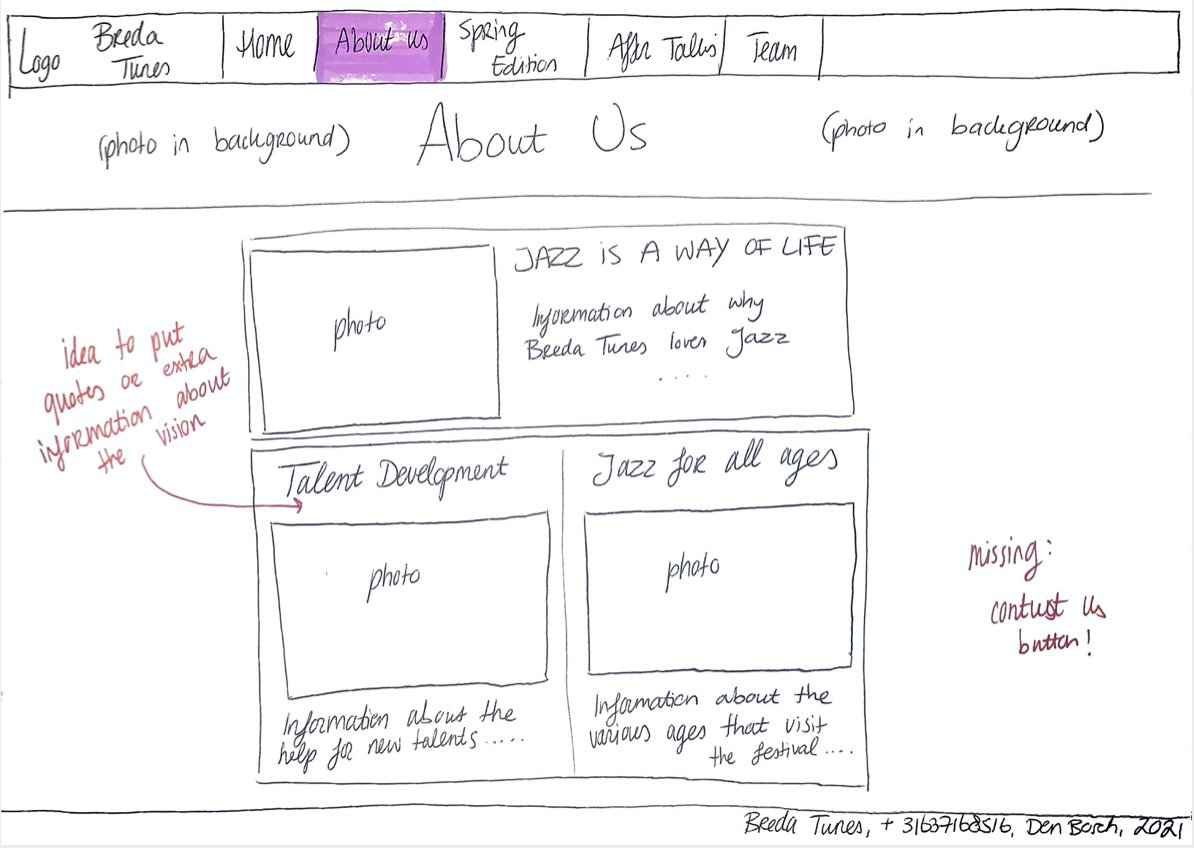 Logo
Breda
Tunes
Home
About Us
Spring
Edition
After Talks
Team
(photo in background)
About Us
(photo in background)
photo
JAZZ IS A WAY OF LIFE
Information about why
Breda Tunes loves Jazz
....
idea to put
quotes or extra
information about
the vision
Talent Development
photo
Information about the
help for new talents.....
Jazz for all ages
photo
Information about the
various ages that visit
the festival....
missing:
contust us
button!
Breda Tunes, + 31637168516, Den Bosch, 2021